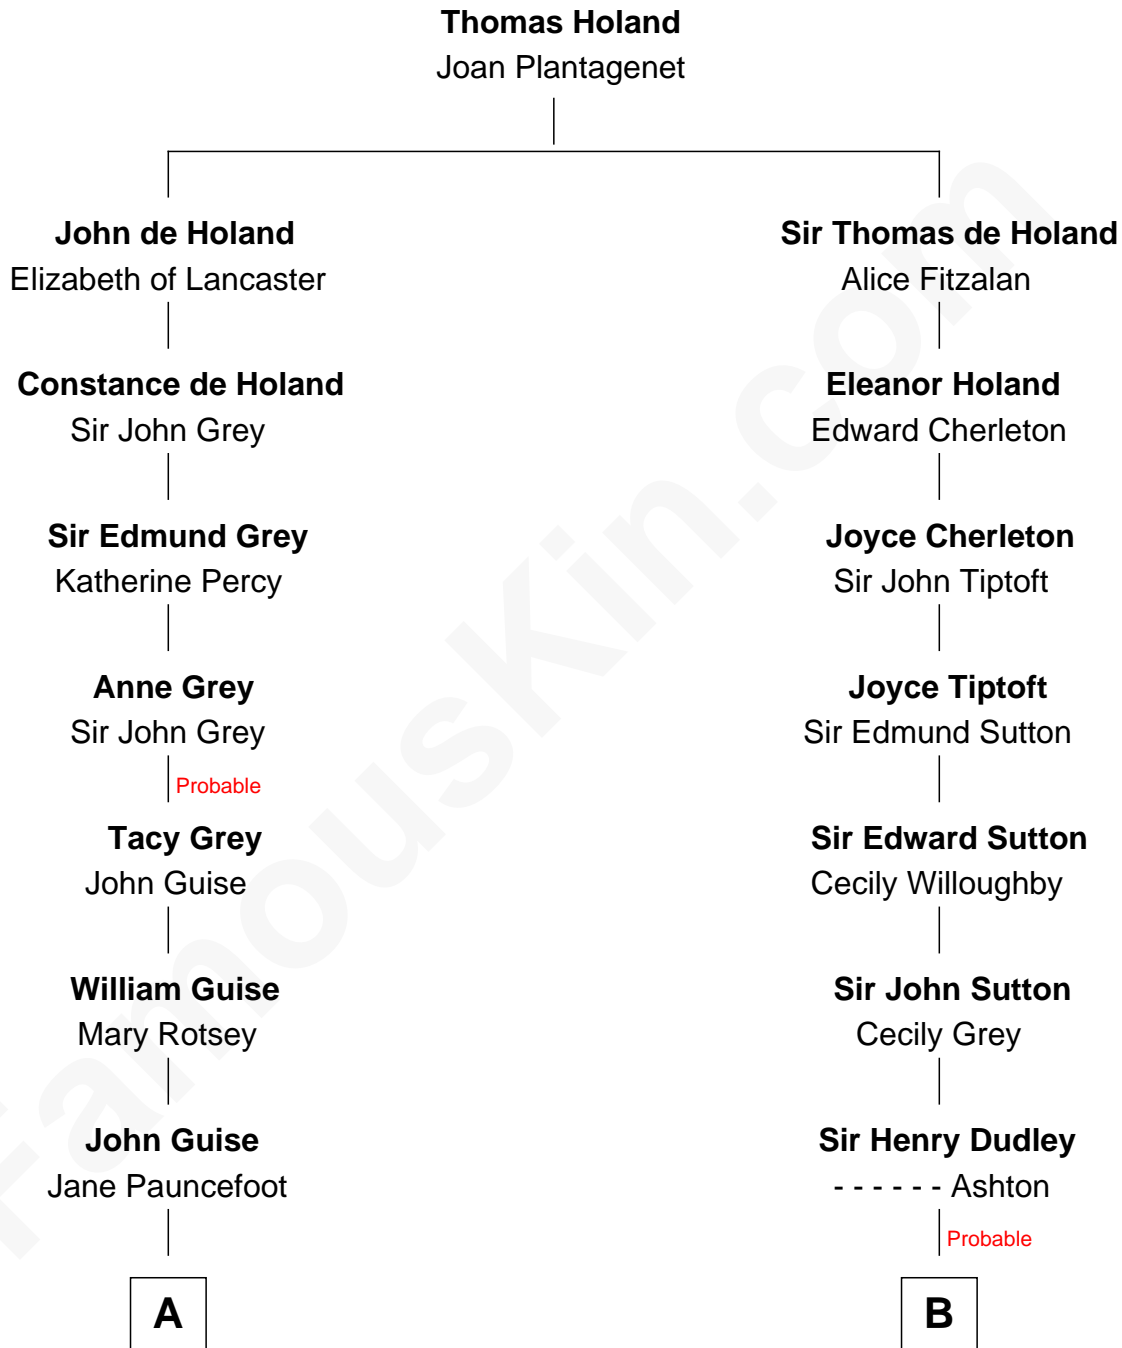 Thomas Holand
Joan Plantagenet
John de Holand
Elizabeth of Lancaster
Sir Thomas de Holand
Alice Fitzalan
Constance de Holand
Sir John Grey
Eleanor Holand
Edward Cherleton
Sir Edmund Grey
Katherine Percy
Joyce Cherleton
Sir John Tiptoft
Anne Grey
Sir John Grey
Joyce Tiptoft
Sir Edmund Sutton
Probable
Tacy Grey
John Guise
Sir Edward Sutton
Cecily Willoughby
William Guise
Mary Rotsey
Sir John Sutton
Cecily Grey
John Guise
Jane Pauncefoot
Sir Henry Dudley
- - - - - - Ashton
Probable
A
B
FamousKin.com